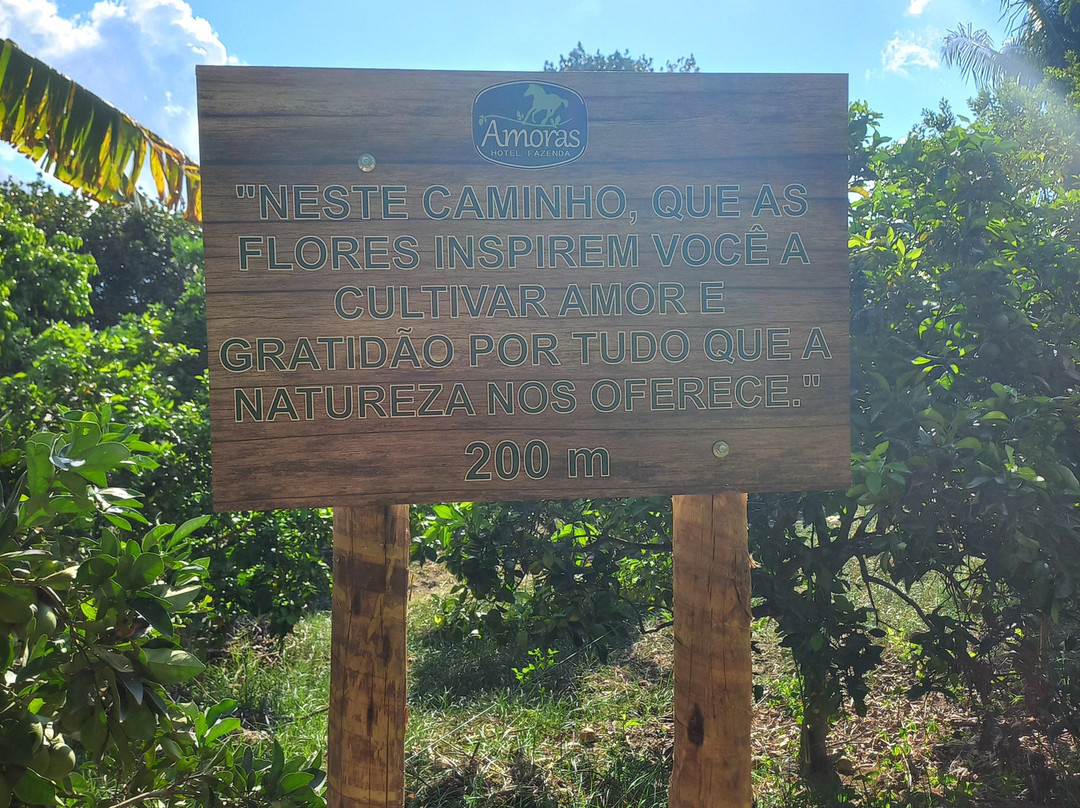 Amoras
HOTEL FAZENDA
"NESTE CAMINHO, QUE AS
FLORES INSPIREM VOCÊ A
CULTIVAR AMOR E
GRATIDÃO POR TUDO QUE A
NATUREZA NOS OFERECE."
200 m